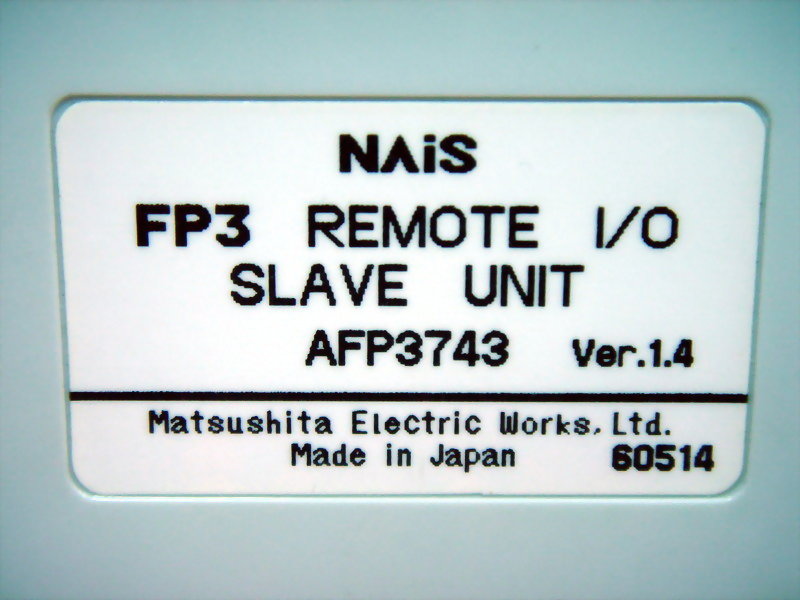 NAiS
FP3 REMOTE I/O
SLAVE UNIT
AFP3743 Ver.1.4
Matsushita Electric Works, Ltd.
Made in Japan 60514